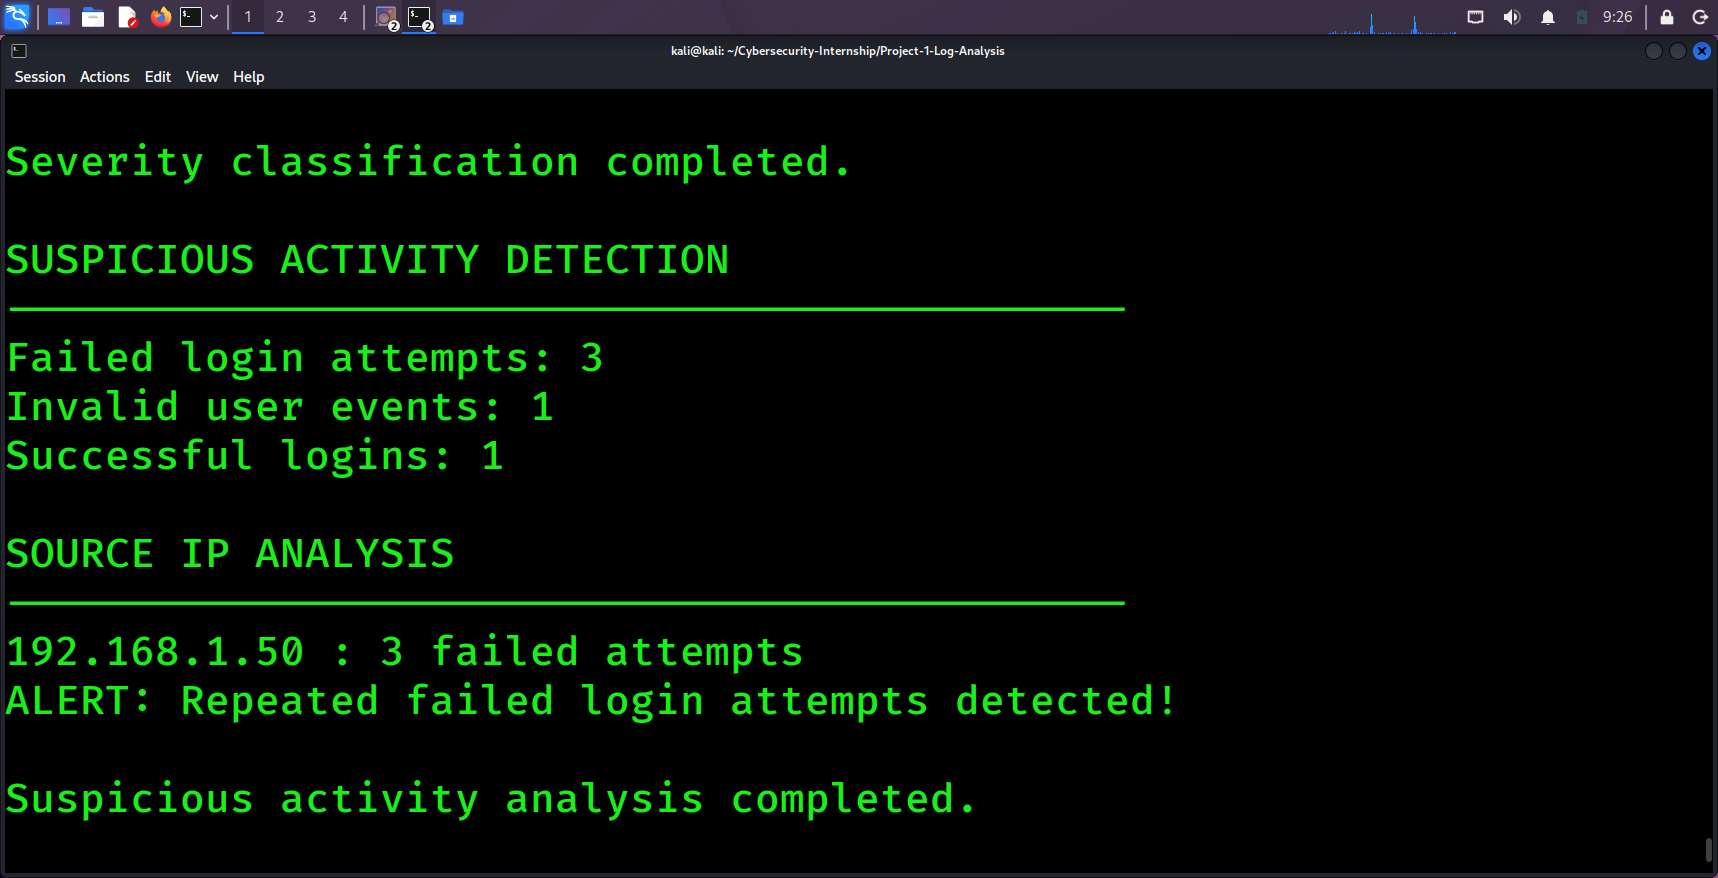 1 2 3 4 2 2 9:26
kali@kali: ~/Cybersecurity-Internship/Project-1-Log-Analysis
Session Actions Edit View Help
Severity classification completed.
SUSPICIOUS ACTIVITY DETECTION
Failed login attempts: 3
Invalid user events: 1
Successful logins: 1
SOURCE IP ANALYSIS
192.168.1.50 : 3 failed attempts
ALERT: Repeated failed login attempts detected!
Suspicious activity analysis completed.